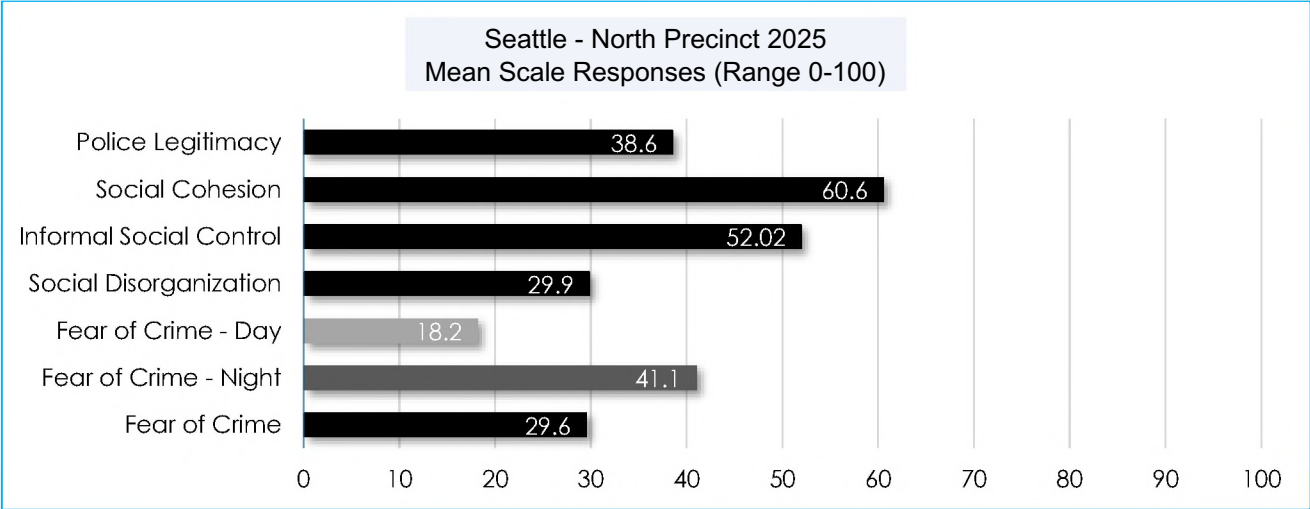 Seattle - North Precinct 2025
Mean Scale Responses (Range 0-100)
Police Legitimacy 38.6
Social Cohesion 60.6
Informal Social Control 52.02
Social Disorganization 29.9
Fear of Crime - Day 18.2
Fear of Crime - Night 41.1
Fear of Crime 29.6
0 10 20 30 40 50 60 70 80 90 100